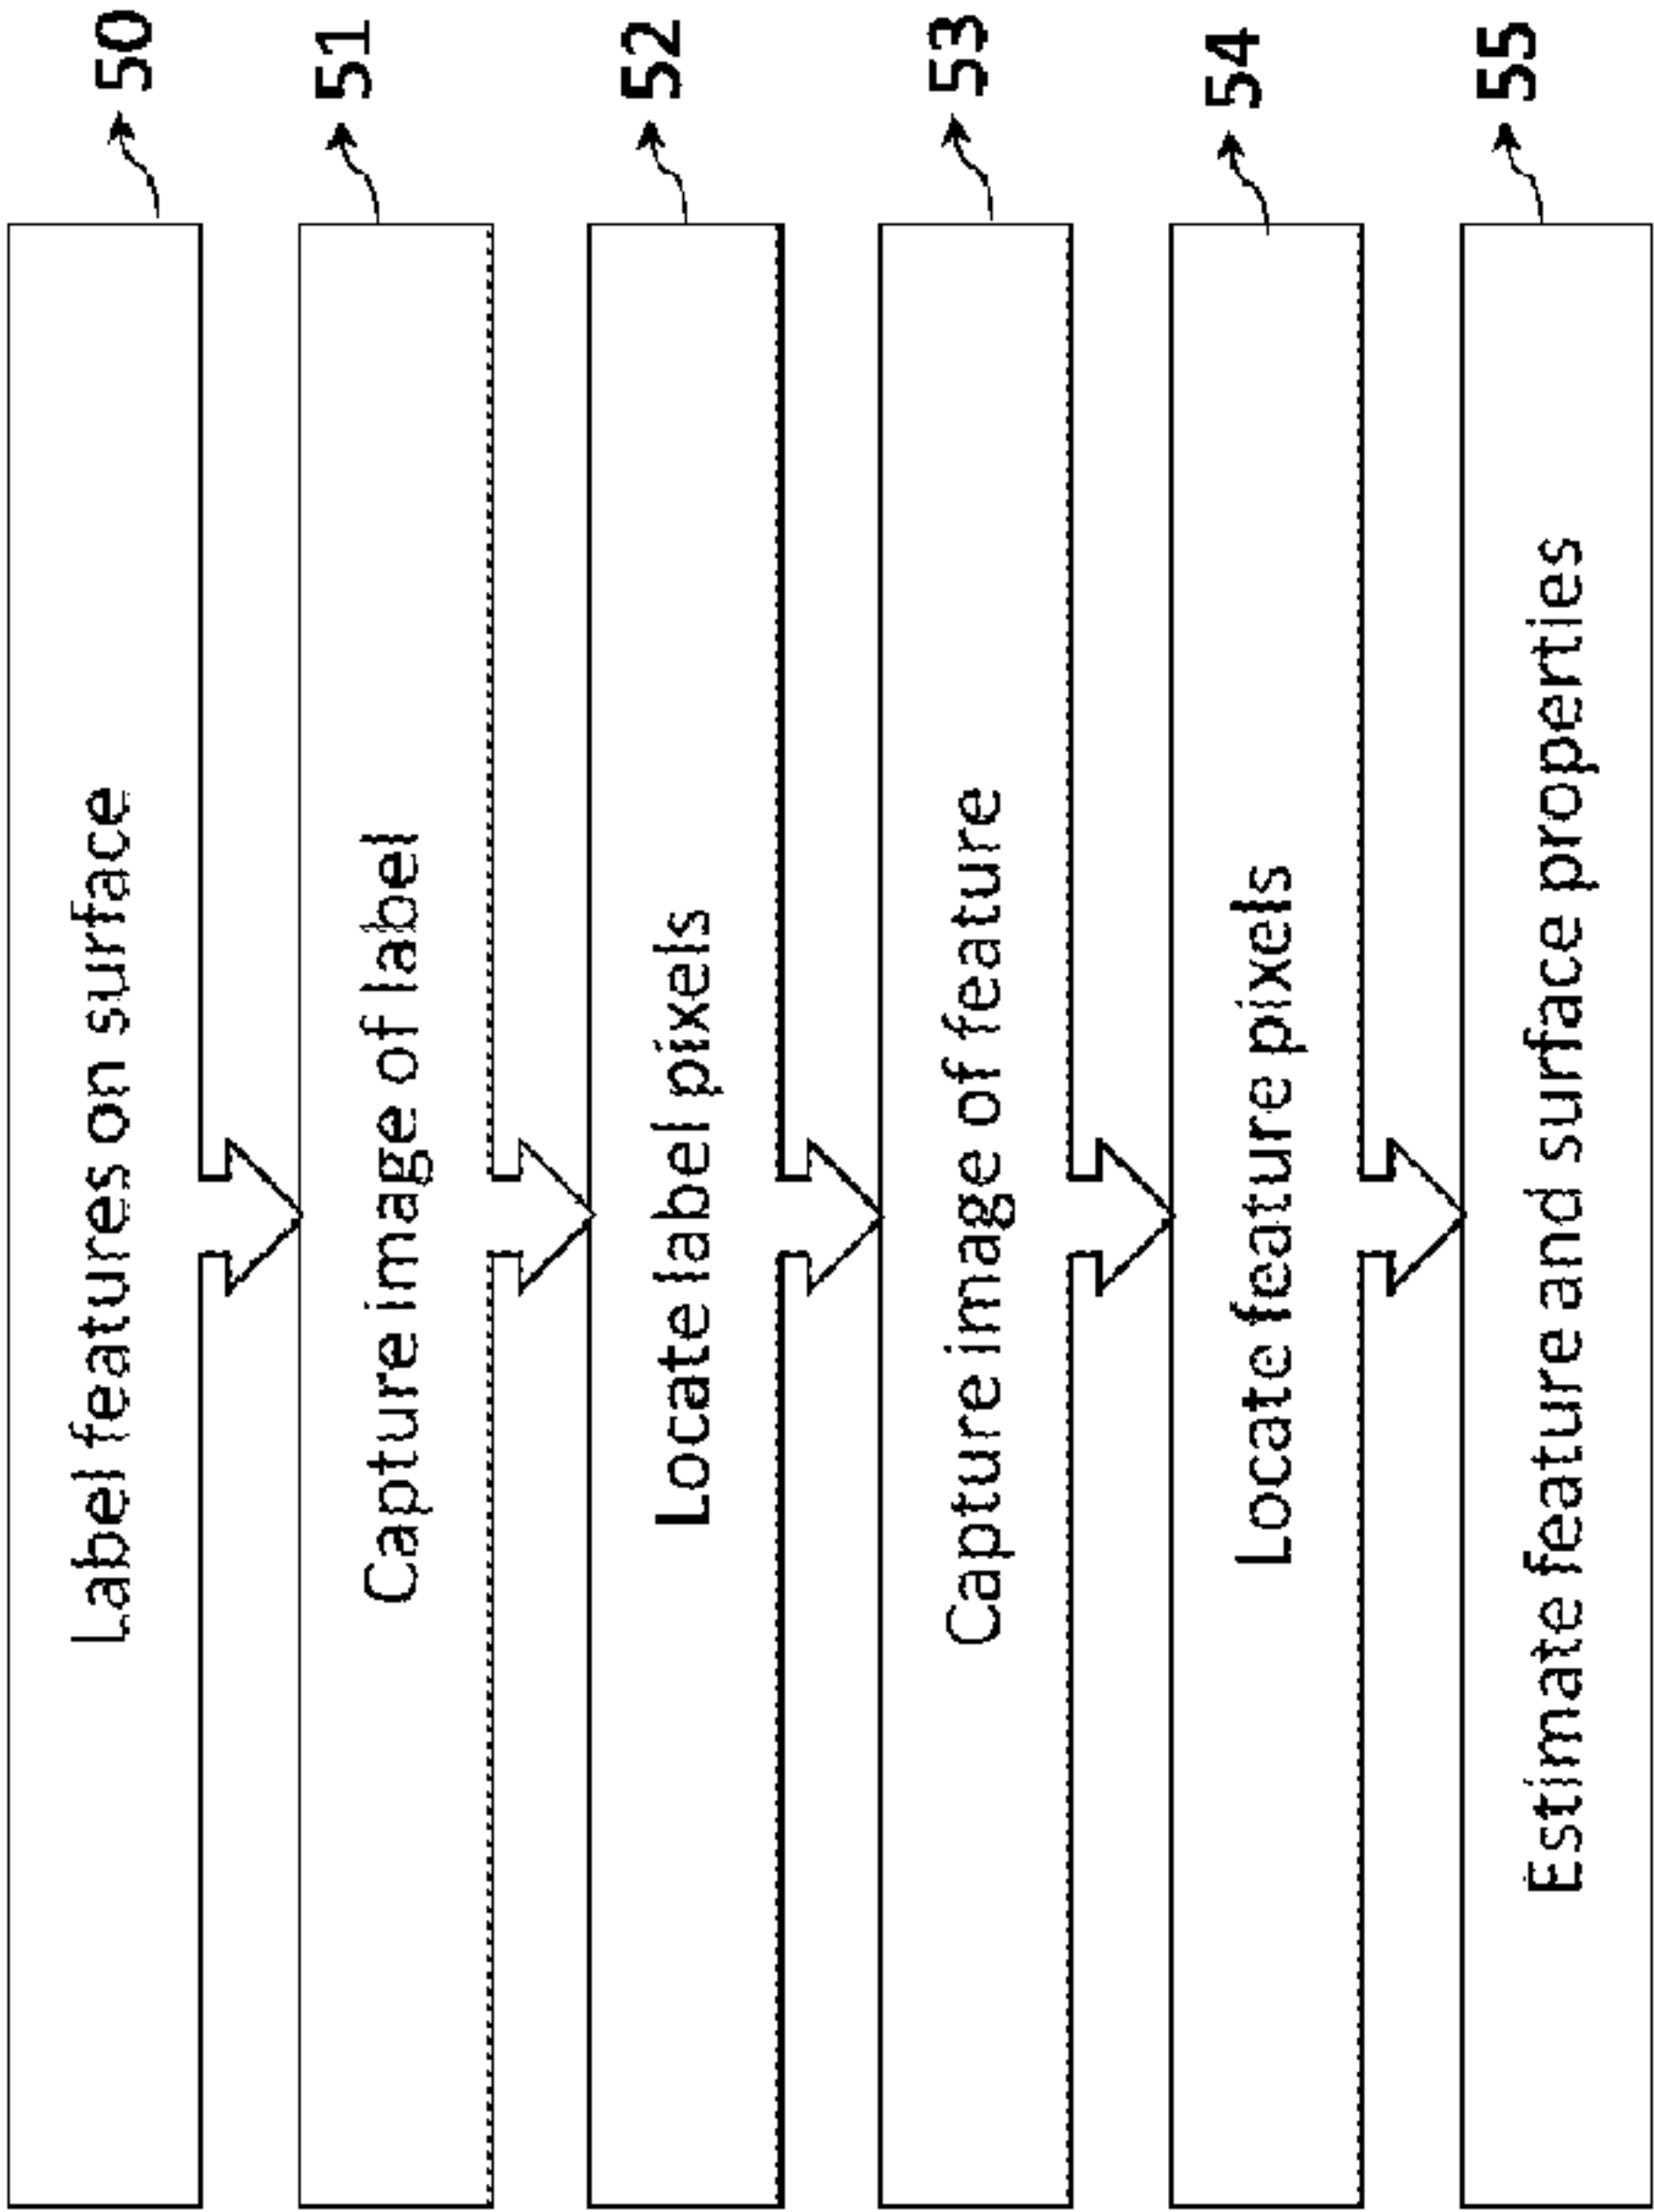 Label features on surface
50
Capture image of label
51
Locate label pixels
52
Capture image of feature
53
Locate feature pixels
54
Estimate feature and surface properties
55